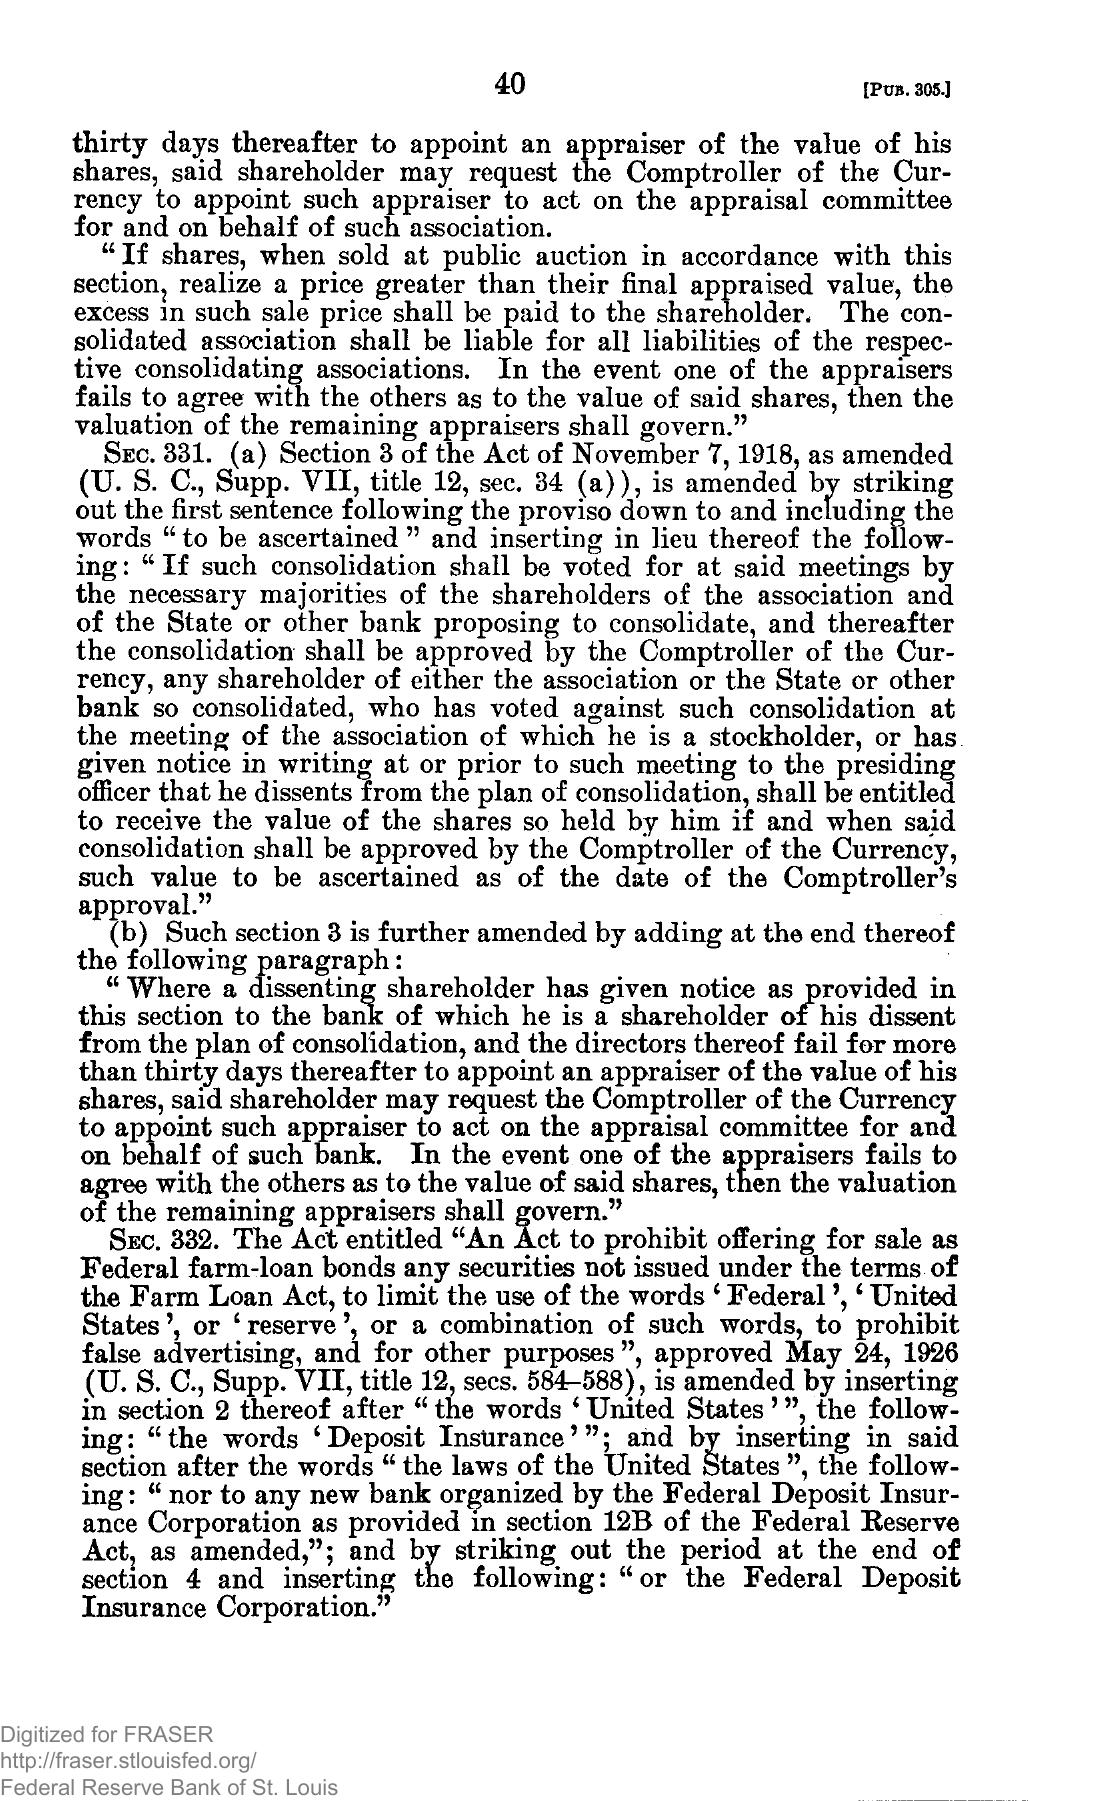 40
[PUB. 305.]
thirty days thereafter to appoint an appraiser of the value of his
shares, said shareholder may request the Comptroller of the Cur-
rency to appoint such appraiser to act on the appraisal committee
for and on behalf of such association.
“If shares, when sold at public auction in accordance with this
section, realize a price greater than their final appraised value, the
excess in such sale price shall be paid to the shareholder. The con-
solidated association shall be liable for all liabilities of the respec-
tive consolidating associations. In the event one of the appraisers
fails to agree with the others as to the value of said shares, then the
valuation of the remaining appraisers shall govern.”
SEC. 331. (a) Section 3 of the Act of November 7, 1918, as amended
(U. S. C., Supp. VII, title 12, sec. 34 (a)), is amended by striking
out the first sentence following the proviso down to and including the
words “to be ascertained” and inserting in lieu thereof the follow-
ing: “If such consolidation shall be voted for at said meetings by
the necessary majorities of the shareholders of the association and
of the State or other bank proposing to consolidate, and thereafter
the consolidation shall be approved by the Comptroller of the Cur-
rency, any shareholder of either the association or the State or other
bank so consolidated, who has voted against such consolidation at
the meeting of the association of which he is a stockholder, or has
given notice in writing at or prior to such meeting to the presiding
officer that he dissents from the plan of consolidation, shall be entitled
to receive the value of the shares so held by him if and when said
consolidation shall be approved by the Comptroller of the Currency,
such value to be ascertained as of the date of the Comptroller’s
approval.”
(b) Such section 3 is further amended by adding at the end thereof
the following paragraph:
“Where a dissenting shareholder has given notice as provided in
this section to the bank of which he is a shareholder of his dissent
from the plan of consolidation, and the directors thereof fail for more
than thirty days thereafter to appoint an appraiser of the value of his
shares, said shareholder may request the Comptroller of the Currency
to appoint such appraiser to act on the appraisal committee for and
on behalf of such bank. In the event one of the appraisers fails to
agree with the others as to the value of said shares, then the valuation
of the remaining appraisers shall govern.”
SEC. 332. The Act entitled “An Act to prohibit offering for sale as
Federal farm-loan bonds any securities not issued under the terms of
the Farm Loan Act, to limit the use of the words ‘Federal’, ‘United
States’, or ‘reserve’, or a combination of such words, to prohibit
false advertising, and for other purposes”, approved May 24, 1926
(U. S. C., Supp. VII, title 12, secs. 584–588), is amended by inserting
in section 2 thereof after “the words ‘United States’”, the follow-
ing: “the words ‘Deposit Insurance’”; and by inserting in said
section after the words “the laws of the United States”, the follow-
ing: “nor to any new bank organized by the Federal Deposit Insur-
ance Corporation as provided in section 12B of the Federal Reserve
Act, as amended,”; and by striking out the period at the end of
section 4 and inserting the following: “or the Federal Deposit
Insurance Corporation.”
Digitized for FRASER
http://fraser.stlouisfed.org/
Federal Reserve Bank of St. Louis